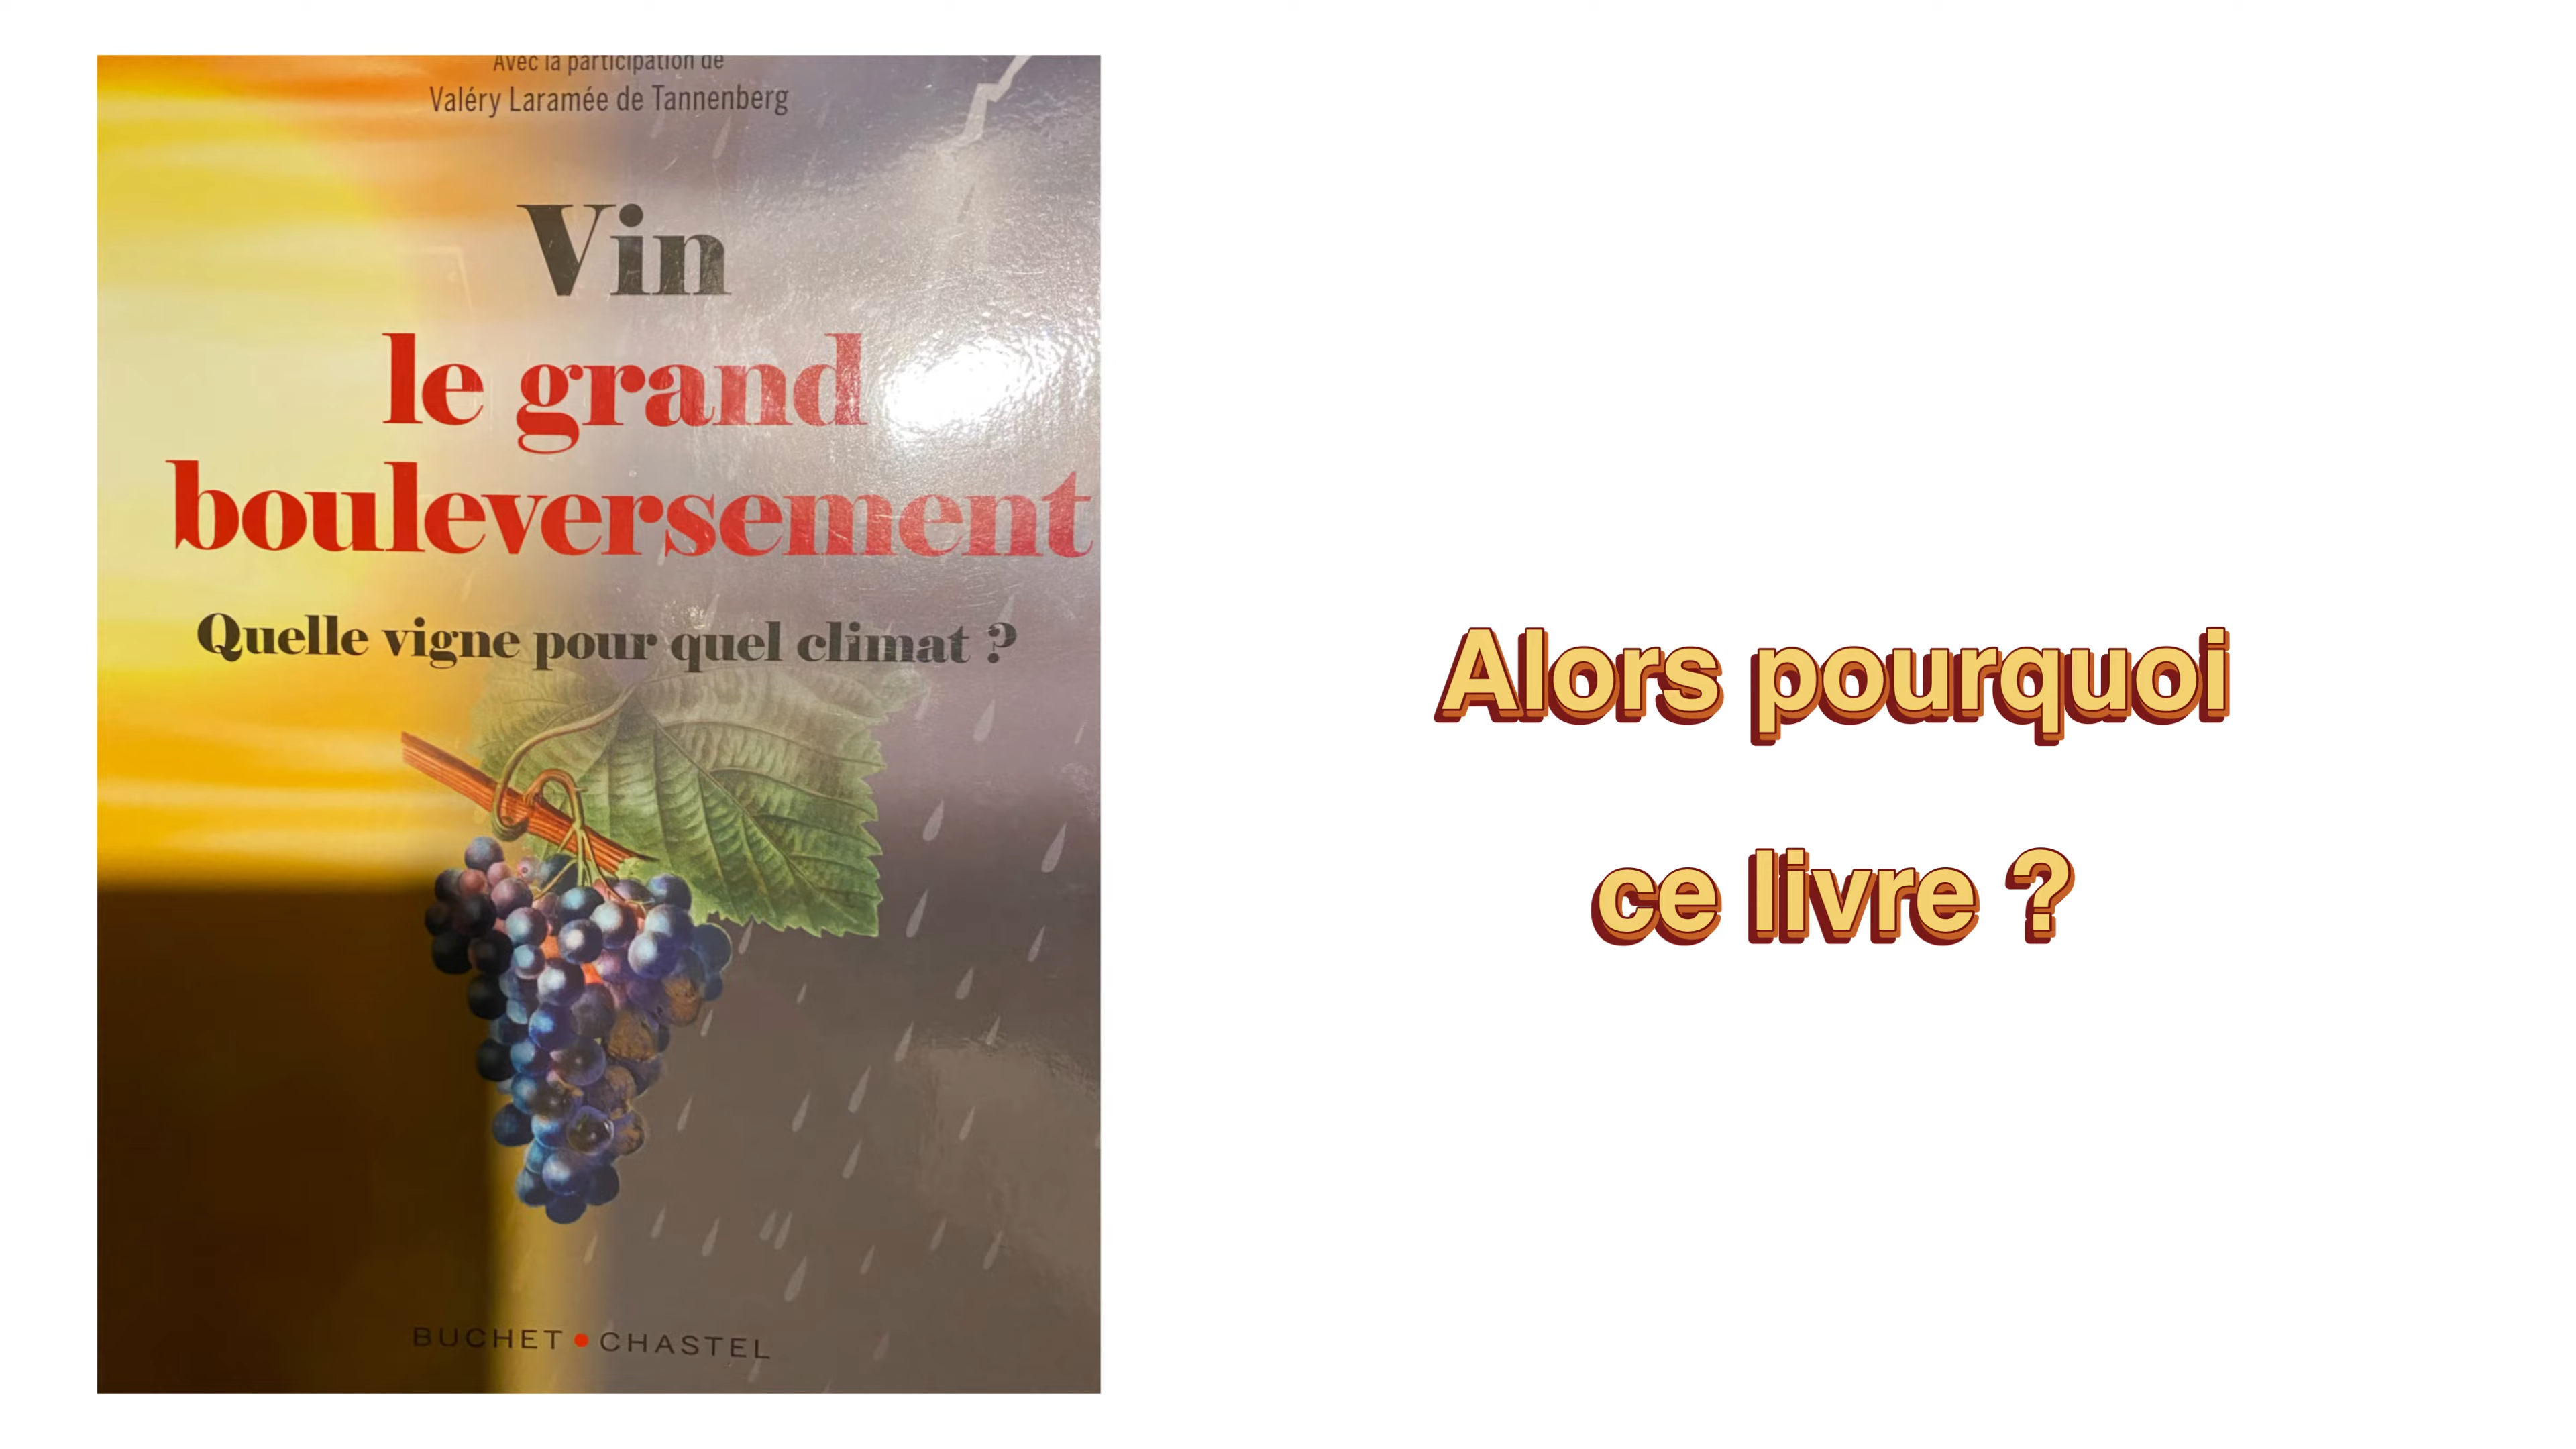 Avec la participation de
Valéry Laramée de Tannenberg
Vin
le grand
bouleversement
Quelle vigne pour quel climat ?
BUCHET • CHASTEL
Alors pourquoi
ce livre ?